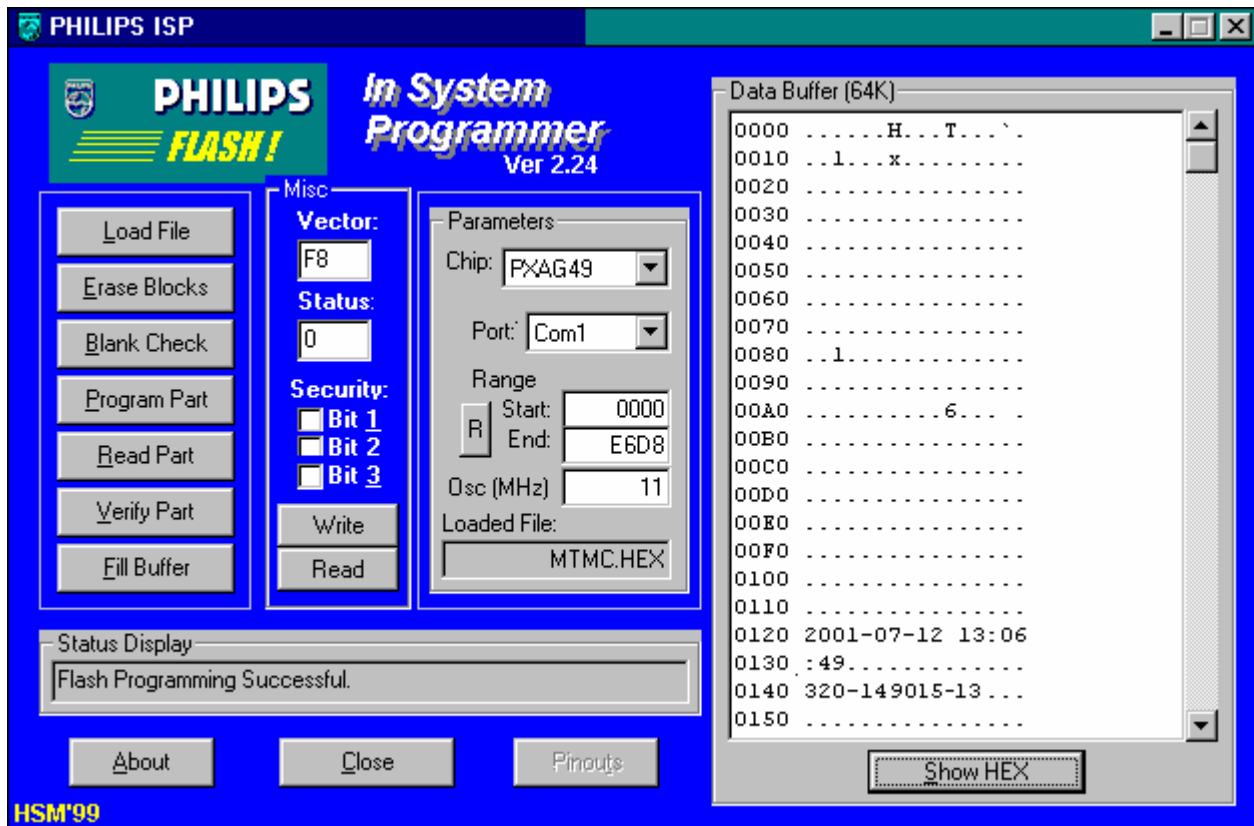 PHILIPS ISP
PHILIPS
FLASH!
In System
Programmer
Ver 2.24
Load File
Erase Blocks
Blank Check
Program Part
Read Part
Verify Part
Fill Buffer
Misc
Vector:
F8
Status:
0
Security:
Bit 1
Bit 2
Bit 3
Write
Read
Parameters
Chip: PXAG49
Port: Com1
Range
R
Start: 0000
End: E6D8
Osc (MHz) 11
Loaded File:
MTMC.HEX
Status Display
Flash Programming Successful.
About
Close
Pinouts
HSM'99
Data Buffer (64K)
0000 ......H...T...`.
0010 ..l...x.........
0020 ................
0030 ................
0040 ................
0050 ................
0060 ................
0070 ................
0080 ..l.............
0090 ................
00A0 ..........6... .
00B0 ................
00C0 ................
00D0 ................
00E0 ................
00F0 ................
0100 ................
0110 ................
0120 2001-07-12 13:06
0130 :49.............
0140 320-149015-13...
0150 ................
Show HEX